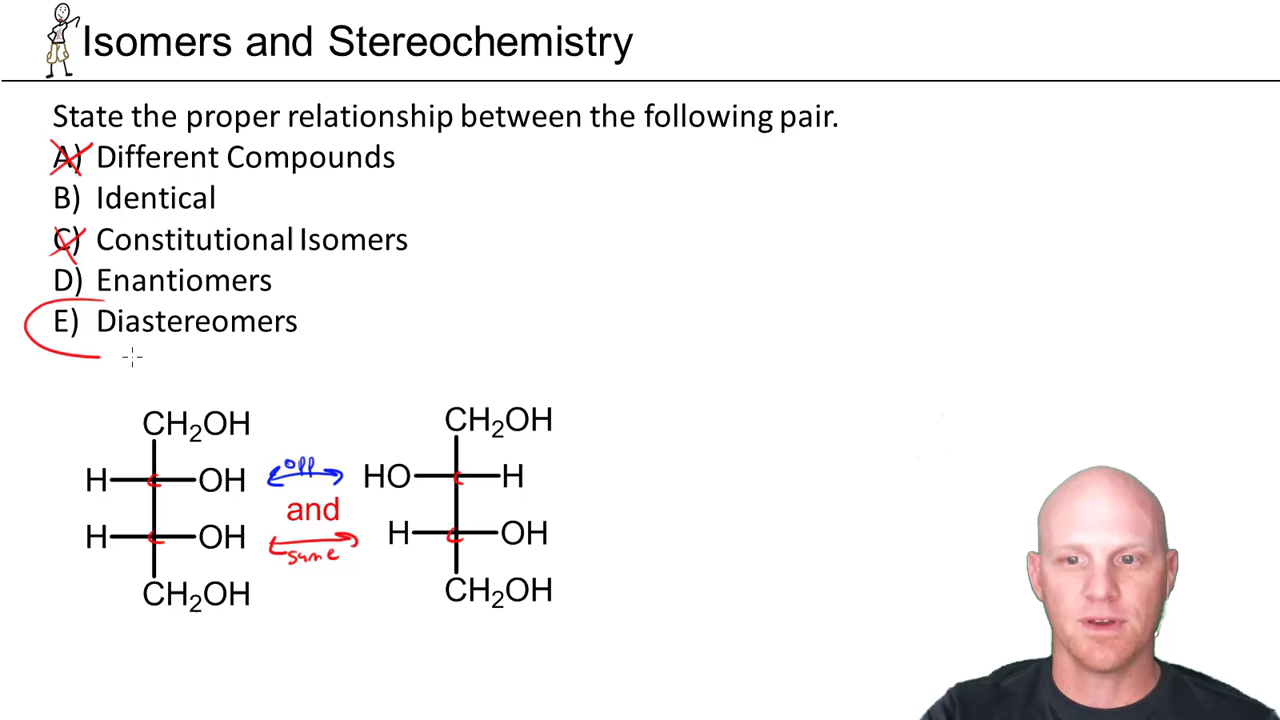 Isomers and Stereochemistry
State the proper relationship between the following pair.
A) Different Compounds
B) Identical
C) Constitutional Isomers
D) Enantiomers
E) Diastereomers
CH2OH
H OH
H OH
CH2OH
opp
and
same
CH2OH
HO H
H OH
CH2OH